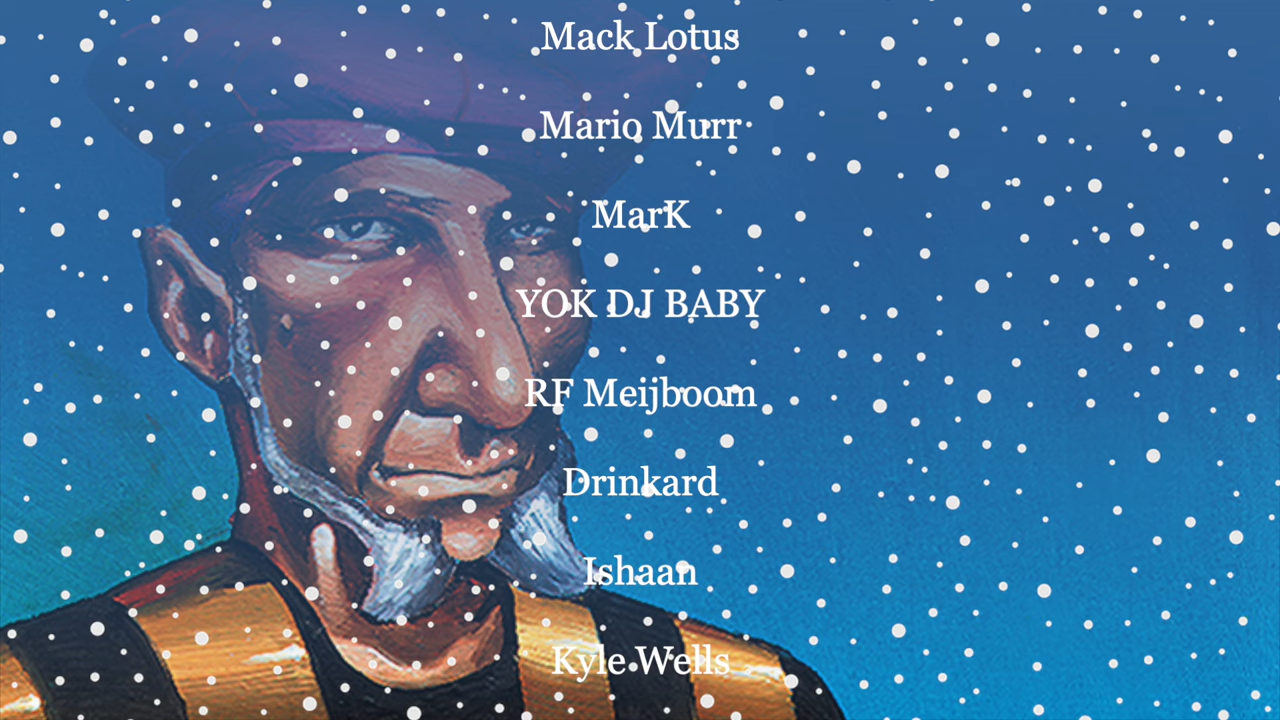 Mack Lotus
Mario Murr
MarK
YOK DJ BABY
RF Meijboom
Drinkard
Ishaan
Kyle Wells